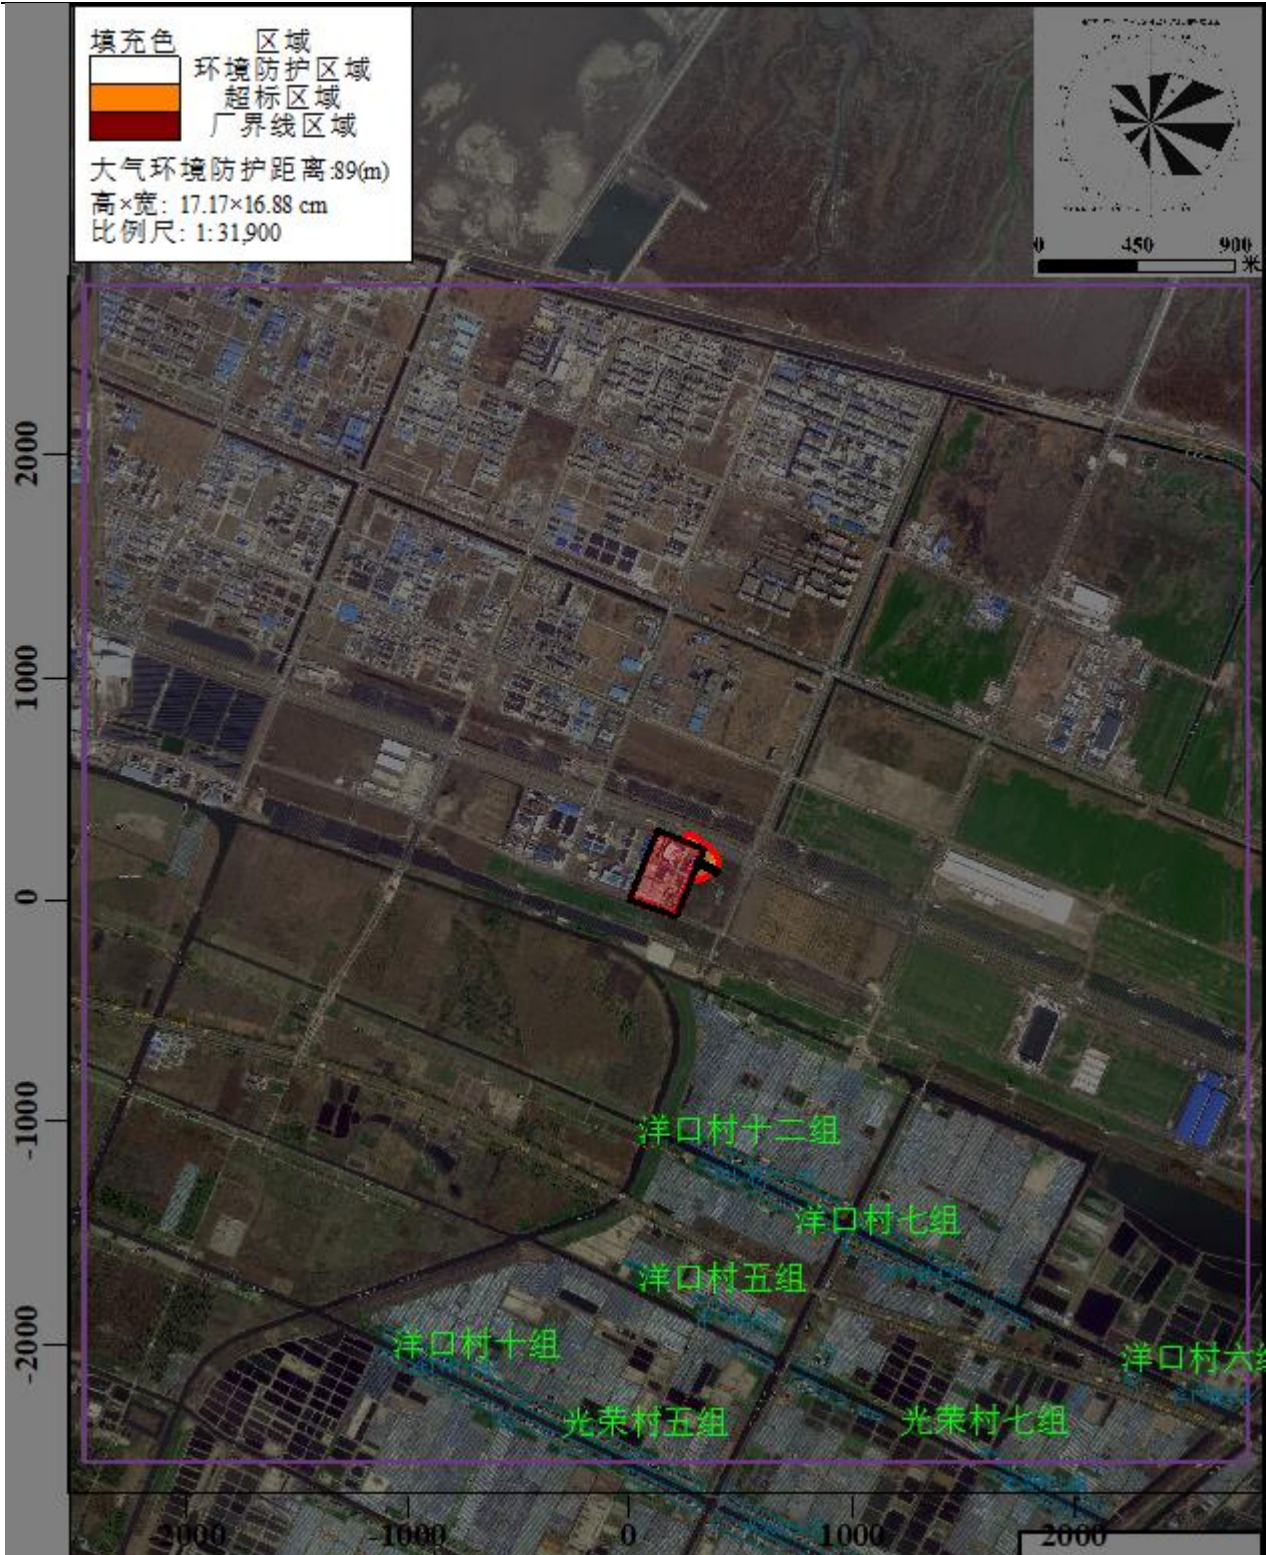 填充色 区域
环境防护区域
超标区域
厂界线区域
大气环境防护距离:89(m)
高×宽: 17.17×16.88 cm
比例尺: 1:31,900
0 450 900
米
2000
1000
0
-1000
-2000
洋口村十二组
洋口村七组
洋口村五组
洋口村十组
洋口村六组
光荣村五组
光荣村七组
-2000 -1000 0 1000 2000